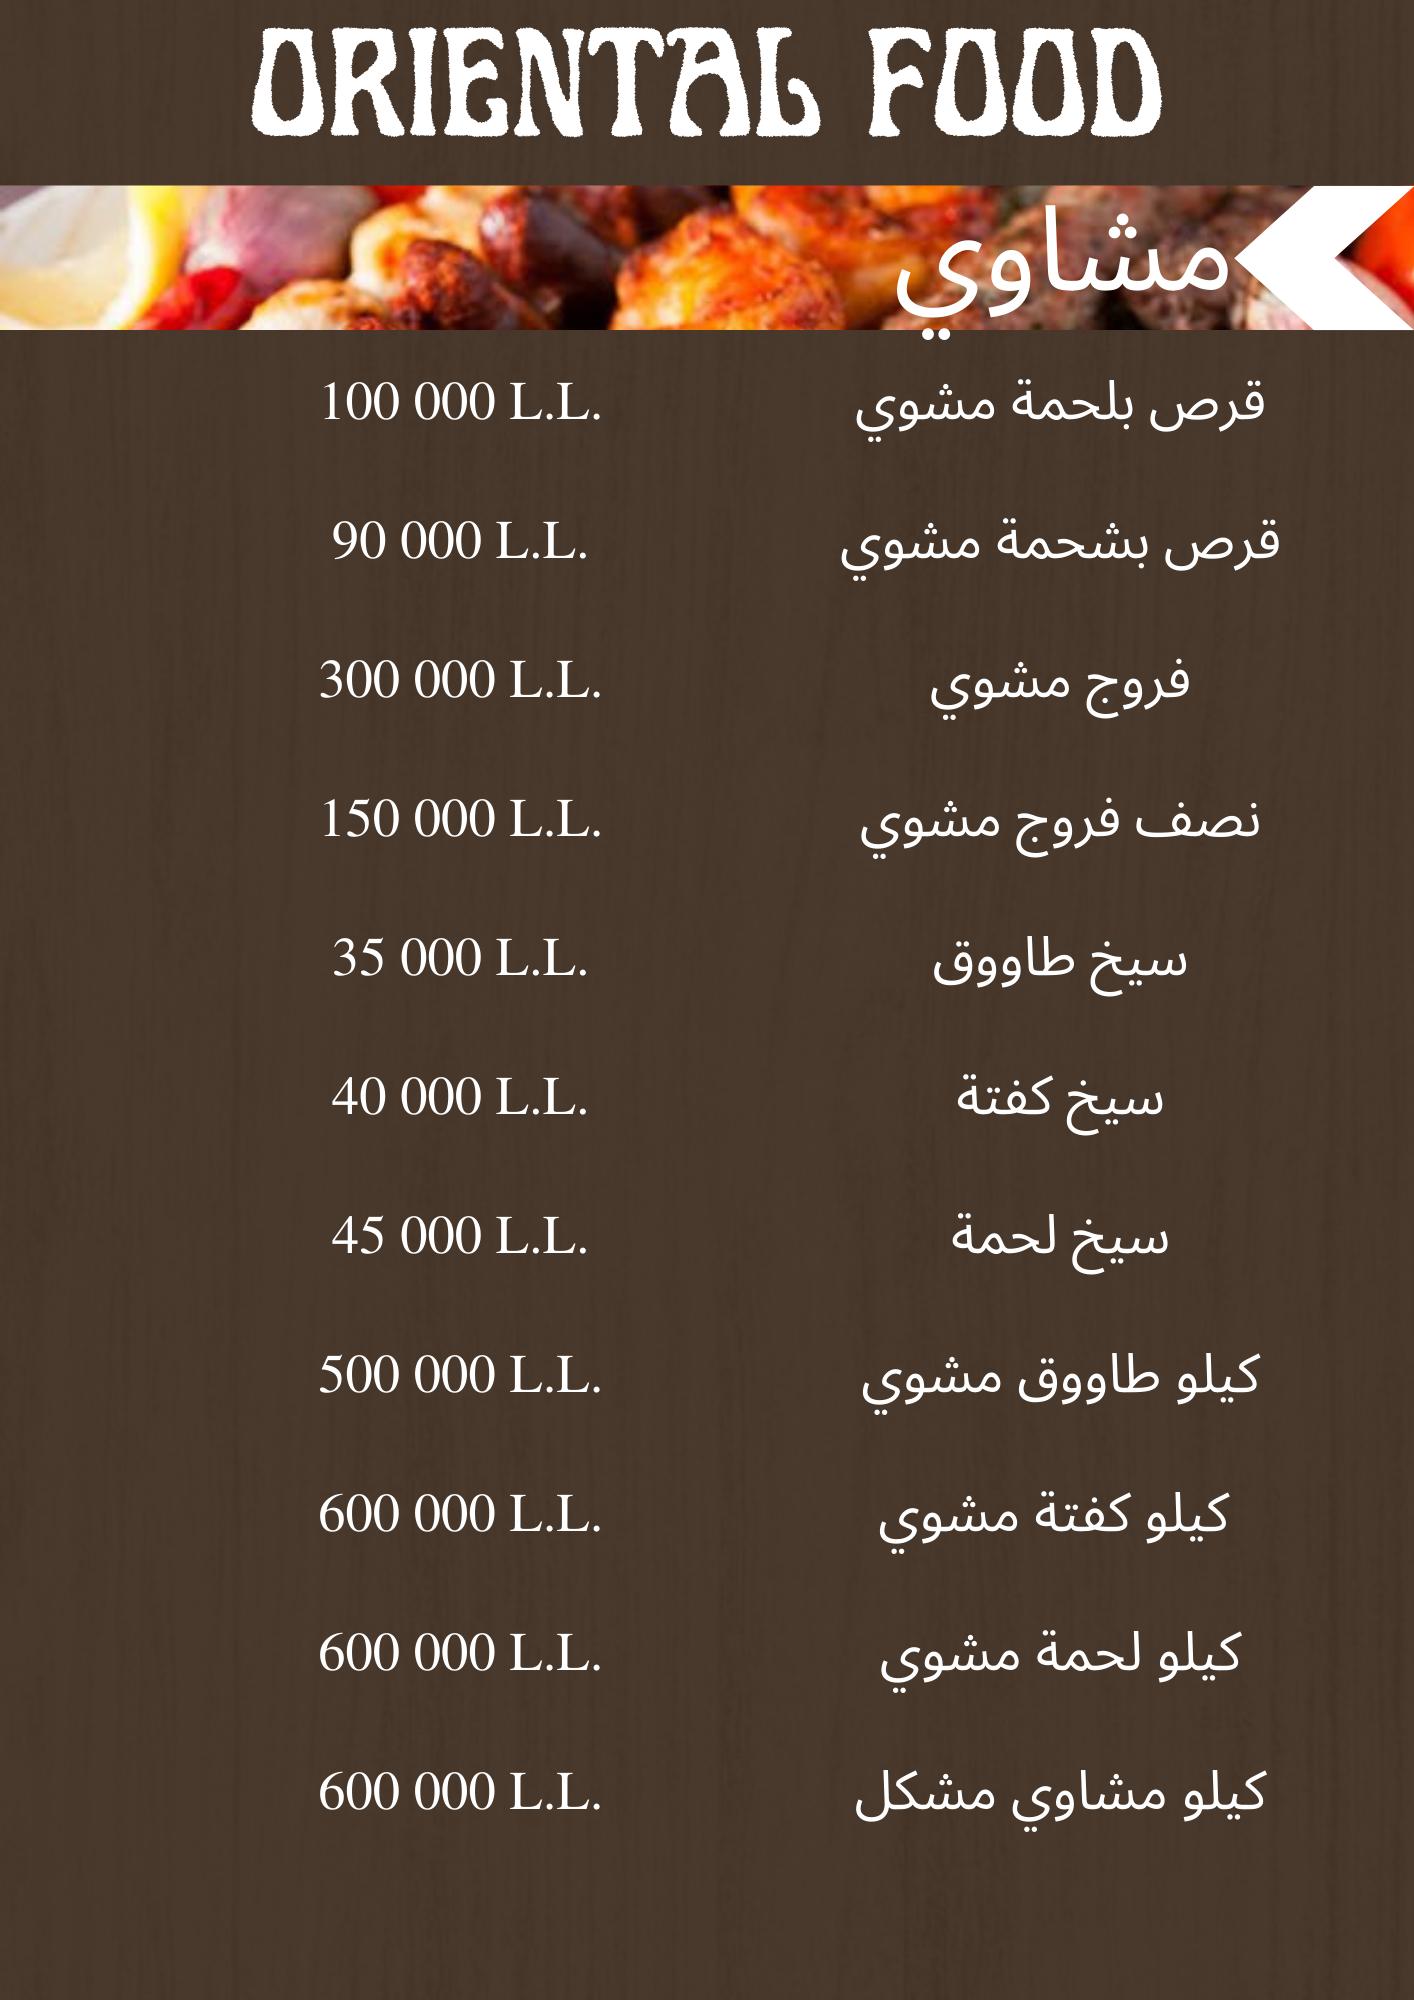 ORIENTAL FOOD
مشاوي
قرص بلحمة مشوي 100 000 L.L.
قرص بشحمة مشوي 90 000 L.L.
فروج مشوي 300 000 L.L.
نصف فروج مشوي 150 000 L.L.
سيخ طاووق 35 000 L.L.
سيخ كفتة 40 000 L.L.
سيخ لحمة 45 000 L.L.
كيلو طاووق مشوي 500 000 L.L.
كيلو كفتة مشوي 600 000 L.L.
كيلو لحمة مشوي 600 000 L.L.
كيلو مشاوي مشكل 600 000 L.L.